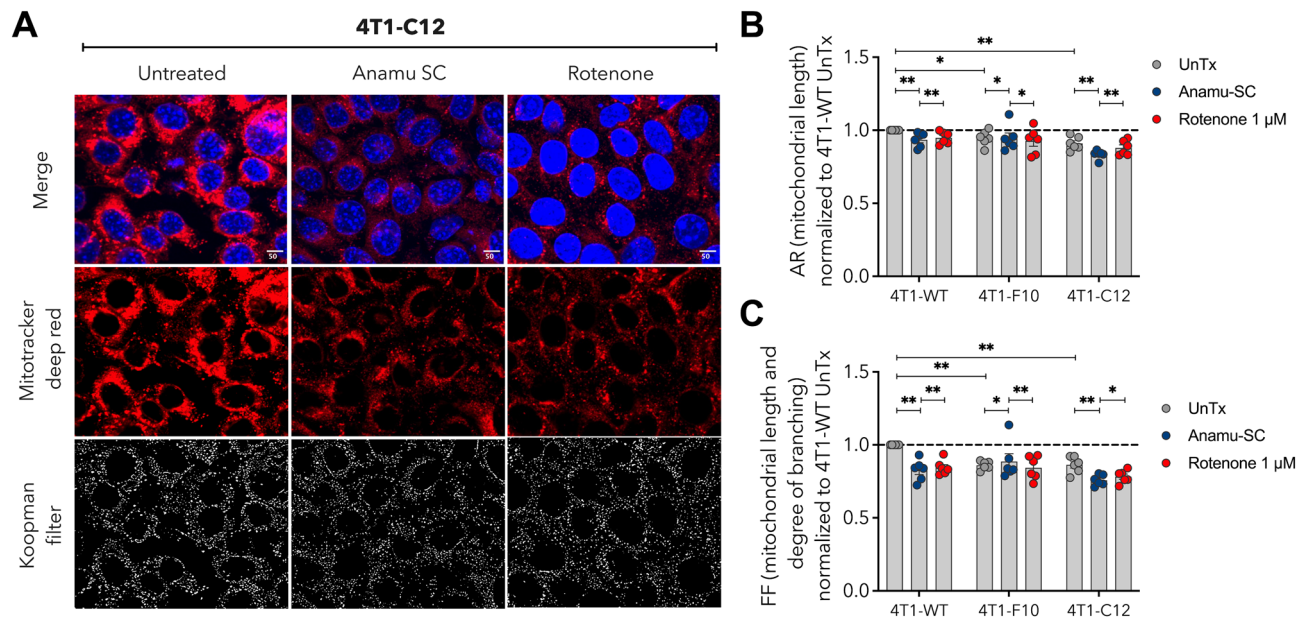 A
4T1-C12
Untreated
Anamu SC
Rotenone
Merge
50
50
50
Mitotracker
deep red
Koopman
filter
B
AR (mitochondrial length)
normalized to 4T1-WT UnTx
1.5
1.0
0.5
0.0
**
*
**
**
*
*
**
**
4T1-WT
4T1-F10
4T1-C12
UnTx
Anamu-SC
Rotenone 1 µM
C
FF (mitochondrial length and
degree of branching)
normalized to 4T1-WT UnTx
1.5
1.0
0.5
0.0
**
**
**
**
*
**
**
*
4T1-WT
4T1-F10
4T1-C12
UnTx
Anamu-SC
Rotenone 1 µM